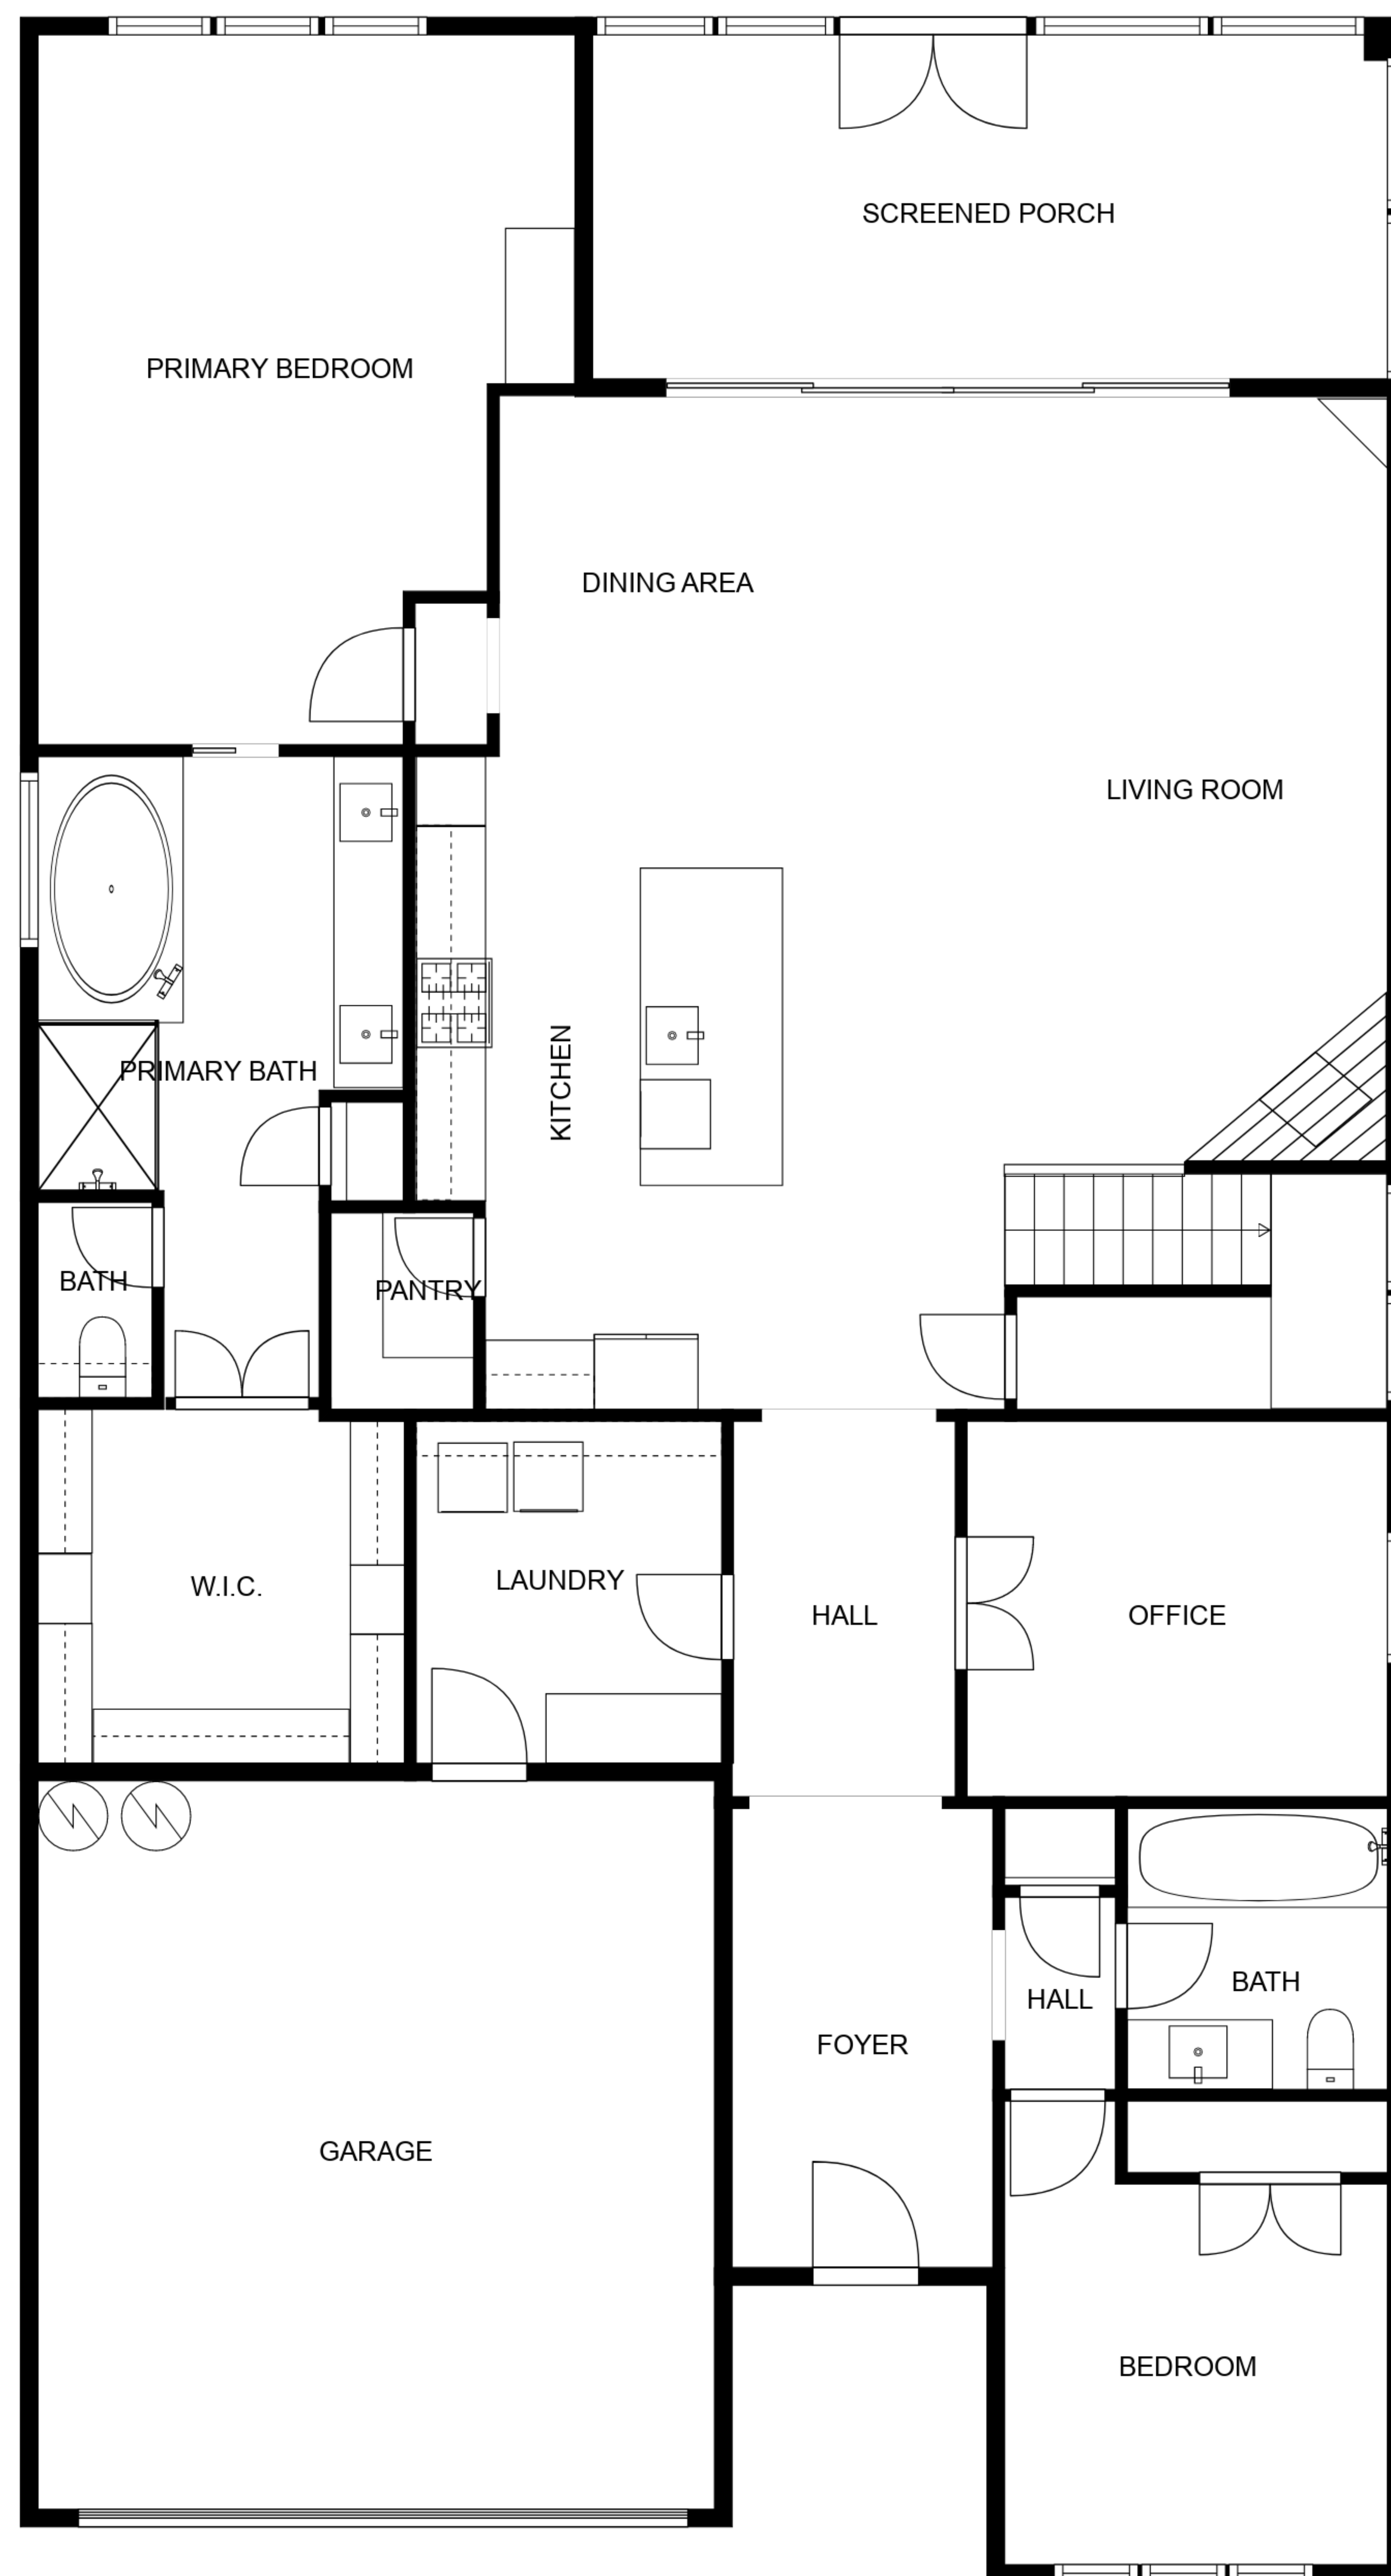 SCREENED PORCH
PRIMARY BEDROOM
DINING AREA
LIVING ROOM
KITCHEN
PRIMARY BATH
BATH
PANTRY
W.I.C.
LAUNDRY
HALL
OFFICE
BATH
HALL
FOYER
GARAGE
BEDROOM